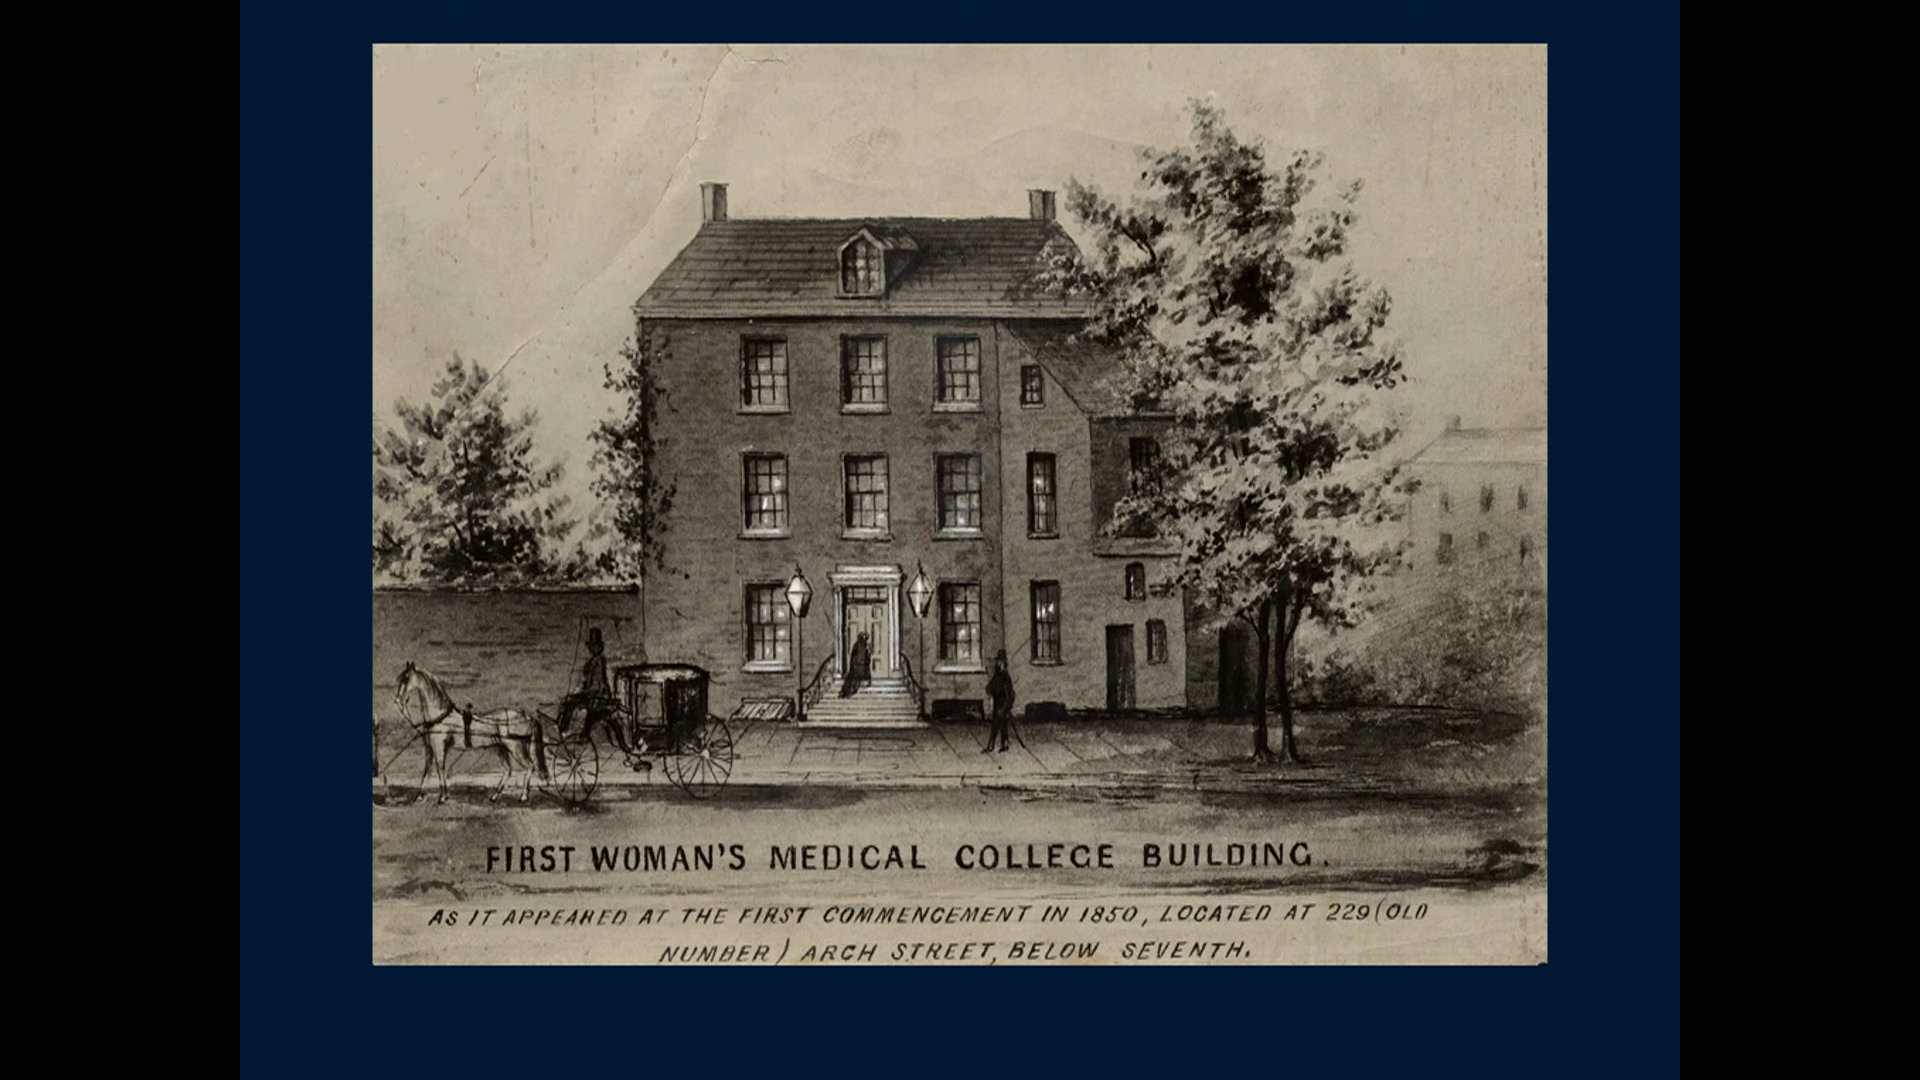 FIRST WOMAN'S MEDICAL COLLEGE BUILDING.
AS IT APPEARED AT THE FIRST COMMENCEMENT IN 1850, LOCATED AT 229 (OLD
NUMBER) ARCH STREET, BELOW SEVENTH.